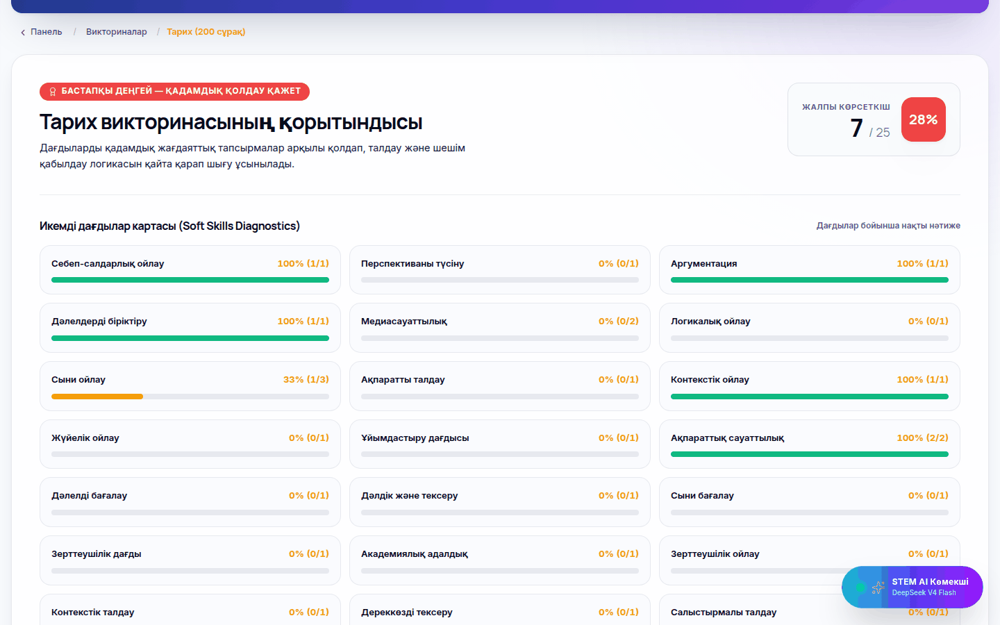 Панель / Викториналар / Тарих (200 сұрақ)
БАСТАПҚЫ ДЕҢГЕЙ — ҚАДАМДЫҚ ҚОЛДАУ ҚАЖЕТ
Тарих викторинасының қорытындысы
Дағдыларды қадамдық жағдаяттық тапсырмалар арқылы қолдап, талдау және шешім
қабылдау логикасын қайта қарап шығу ұсынылады.
ЖАЛПЫ КӨРСЕТКІШ
7 / 25
28%
Икемді дағдылар картасы (Soft Skills Diagnostics)
Дағдылар бойынша нақты нәтиже
Себеп-салдарлық ойлау 100% (1/1)
Перспективаны түсіну 0% (0/1)
Аргументация 100% (1/1)
Дәлелдерді біріктіру 100% (1/1)
Медиасауаттылық 0% (0/2)
Логикалық ойлау 0% (0/1)
Сыни ойлау 33% (1/3)
Ақпаратты талдау 0% (0/1)
Контекстік ойлау 100% (1/1)
Жүйелік ойлау 0% (0/1)
Ұйымдастыру дағдысы 0% (0/1)
Ақпараттық сауаттылық 100% (2/2)
Дәлелді бағалау 0% (0/1)
Дәлдік және тексеру 0% (0/1)
Сыни бағалау 0% (0/1)
Зерттеушілік дағды 0% (0/1)
Академиялық адалдық 0% (0/1)
Зерттеушілік ойлау 0% (0/1)
STEM AI Көмекші
DeepSeek V4 Flash
Контекстік талдау 0% (0/1)
Дереккөзді тексеру 0% (0/1)
Салыстырмалы талдау 0% (0/1)